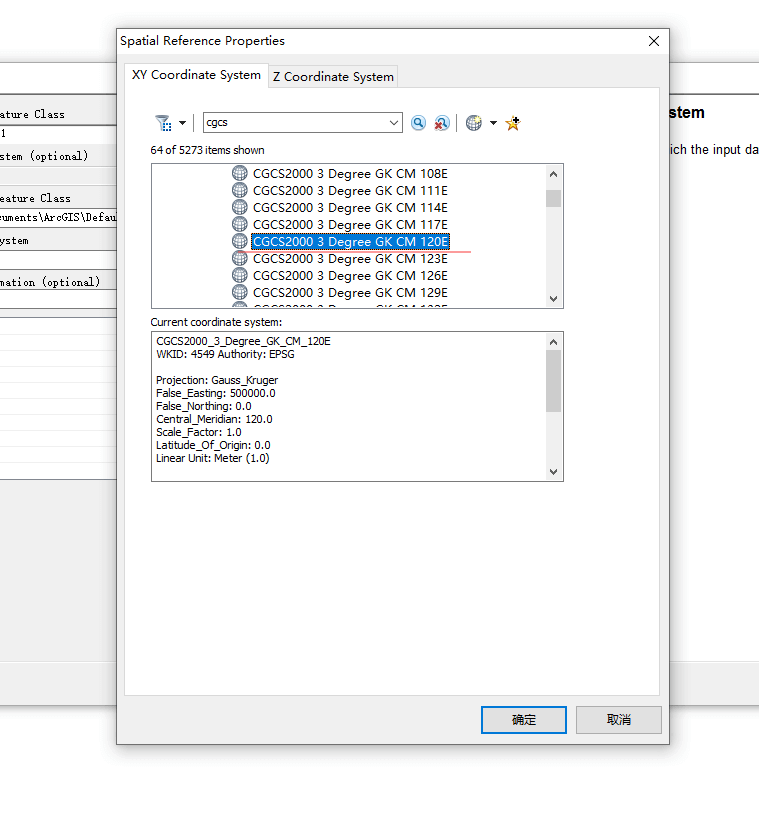 Spatial Reference Properties
XY Coordinate System
Z Coordinate System
cgcs
64 of 5273 items shown
CGCS2000 3 Degree GK CM 108E
CGCS2000 3 Degree GK CM 111E
CGCS2000 3 Degree GK CM 114E
CGCS2000 3 Degree GK CM 117E
CGCS2000 3 Degree GK CM 120E
CGCS2000 3 Degree GK CM 123E
CGCS2000 3 Degree GK CM 126E
CGCS2000 3 Degree GK CM 129E
Current coordinate system:
CGCS2000_3_Degree_GK_CM_120E
WKID: 4549 Authority: EPSG
Projection: Gauss_Kruger
False_Easting: 500000.0
False_Northing: 0.0
Central_Meridian: 120.0
Scale_Factor: 1.0
Latitude_Of_Origin: 0.0
Linear Unit: Meter (1.0)
确定
取消
ature Class
1
stem (optional)
eature Class
cuments\ArcGIS\Defau
ystem
mation (optional)
stem
ich the input da